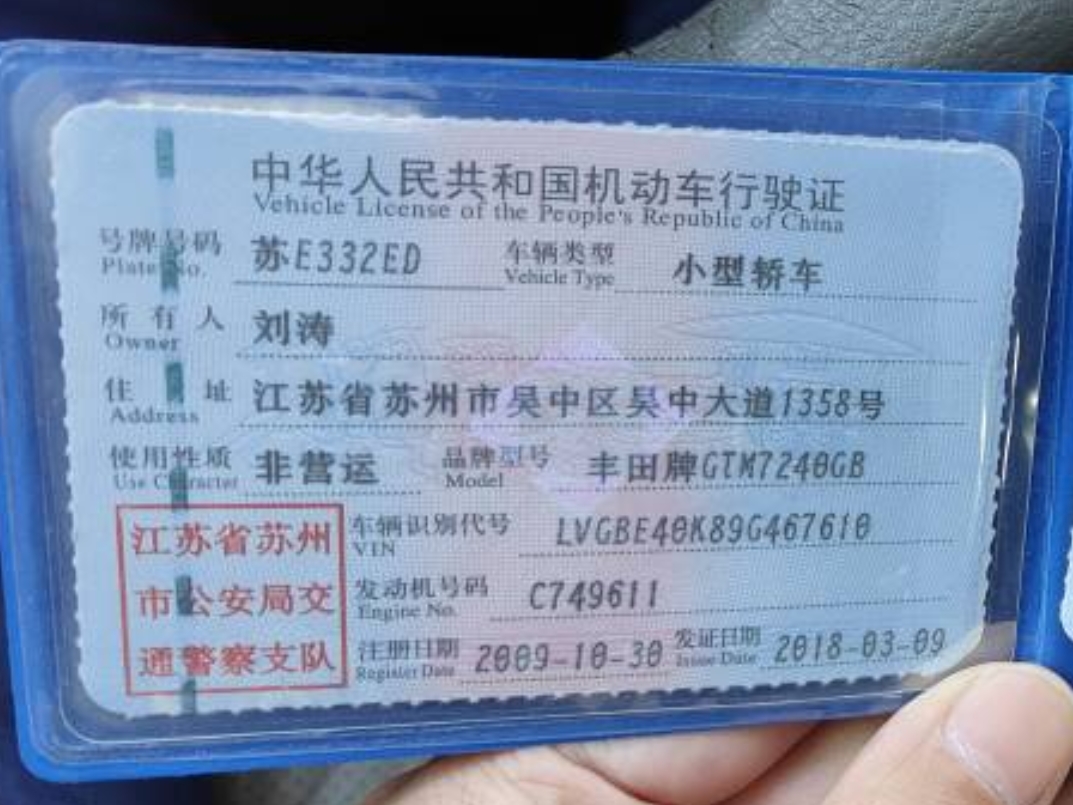 中华人民共和国机动车行驶证
Vehicle License of the People's Republic of China
号牌号码 苏E332ED 车辆类型 小型轿车
Plate No. Vehicle Type
所有人 刘涛
Owner
住址 江苏省苏州市吴中区吴中大道1358号
Address
使用性质 非营运 品牌型号 丰田牌GTM7240GB
Use Character Model
江苏省苏州 车辆识别代号 LVGBE40K89G467610
VIN
市公安局交 发动机号码 C749611
Engine No.
通警察支队 注册日期 2009-10-30 发证日期 2018-03-09
Register Date Issue Date